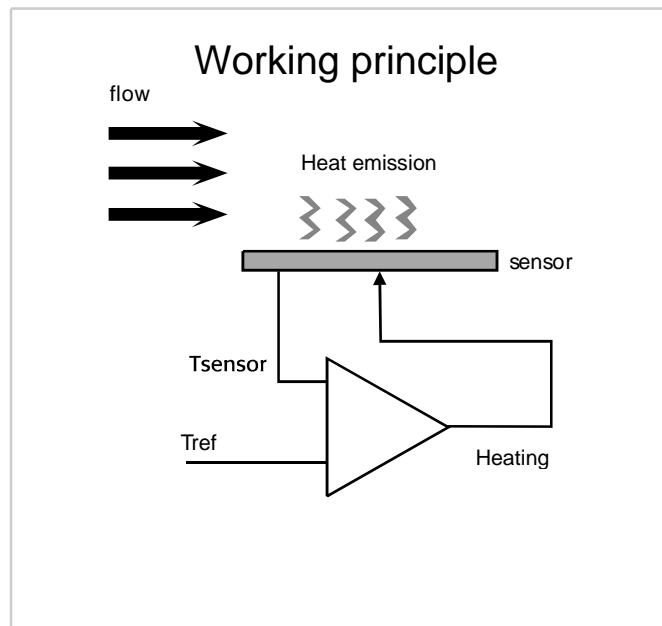 Working principle
flow
Heat emission
sensor
Tsensor
Tref
Heating